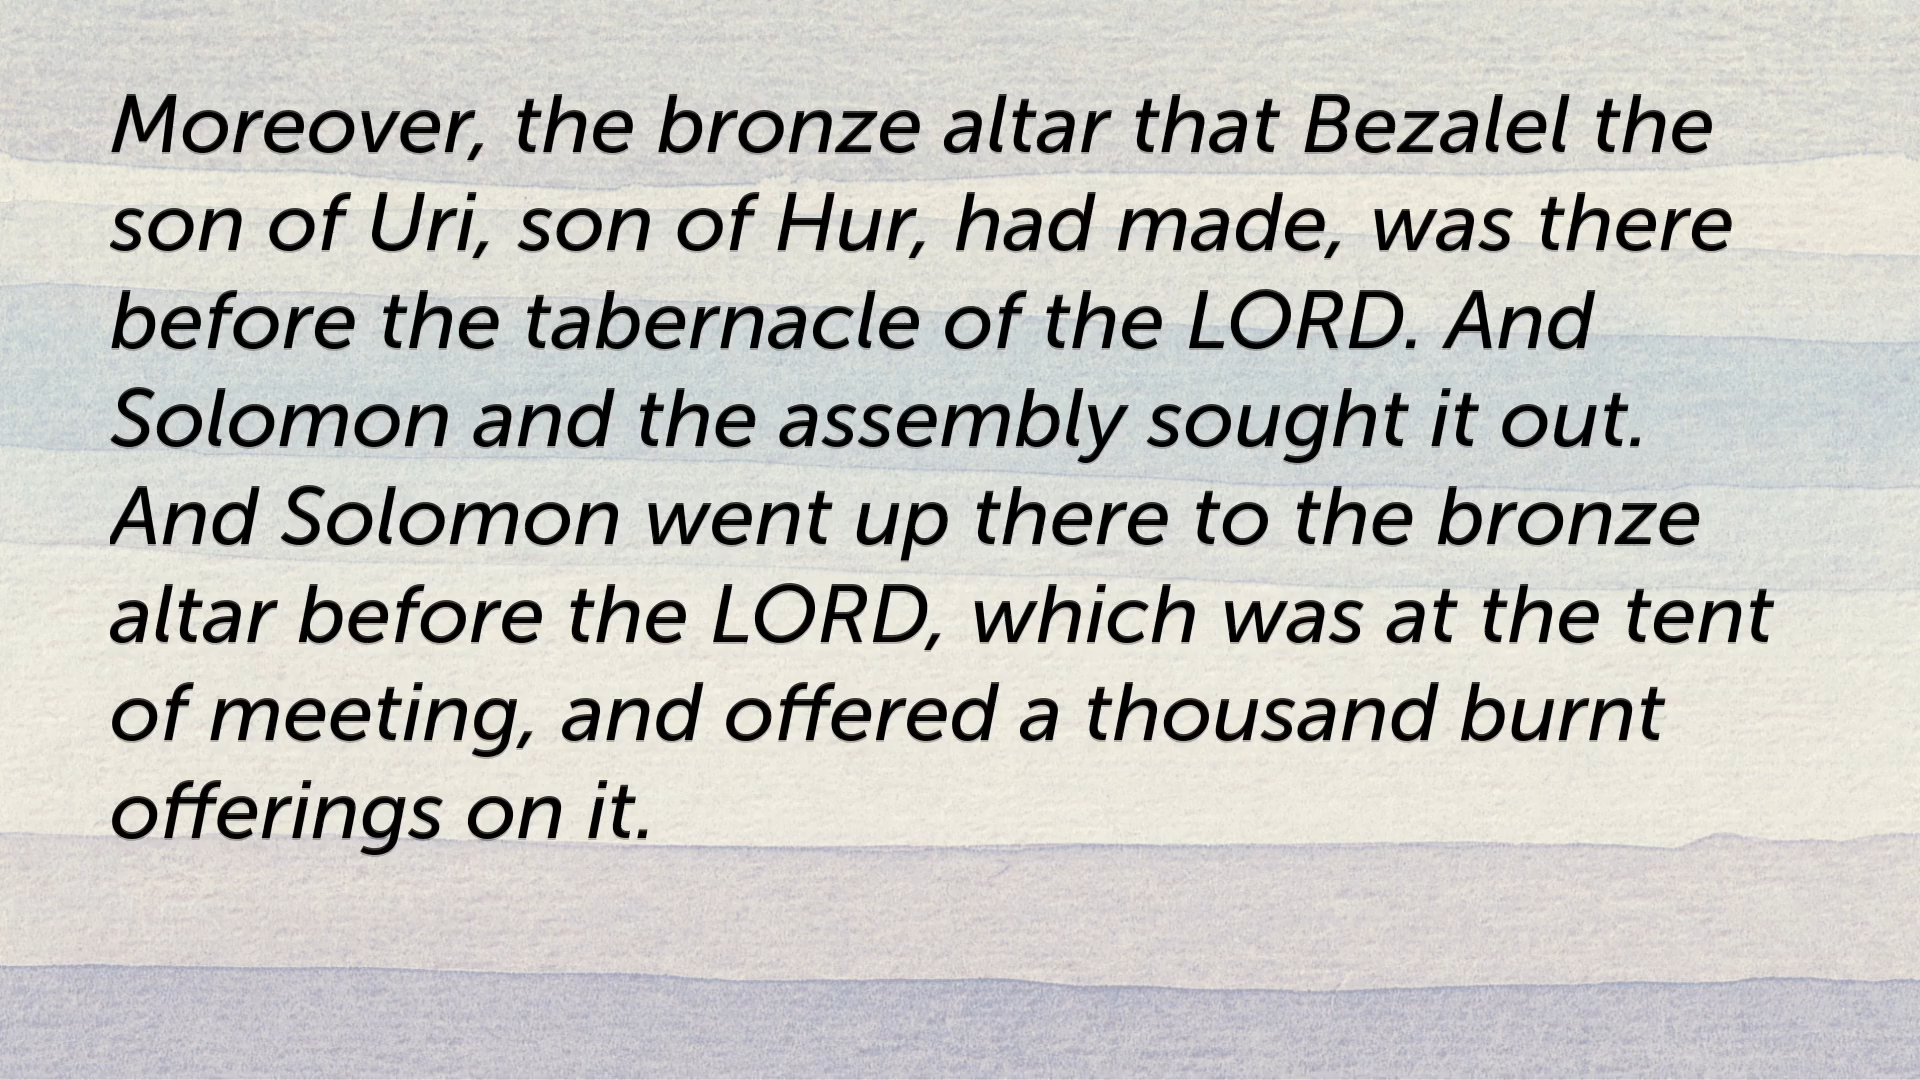 Moreover, the bronze altar that Bezalel the
son of Uri, son of Hur, had made, was there
before the tabernacle of the LORD. And
Solomon and the assembly sought it out.
And Solomon went up there to the bronze
altar before the LORD, which was at the tent
of meeting, and offered a thousand burnt
offerings on it.